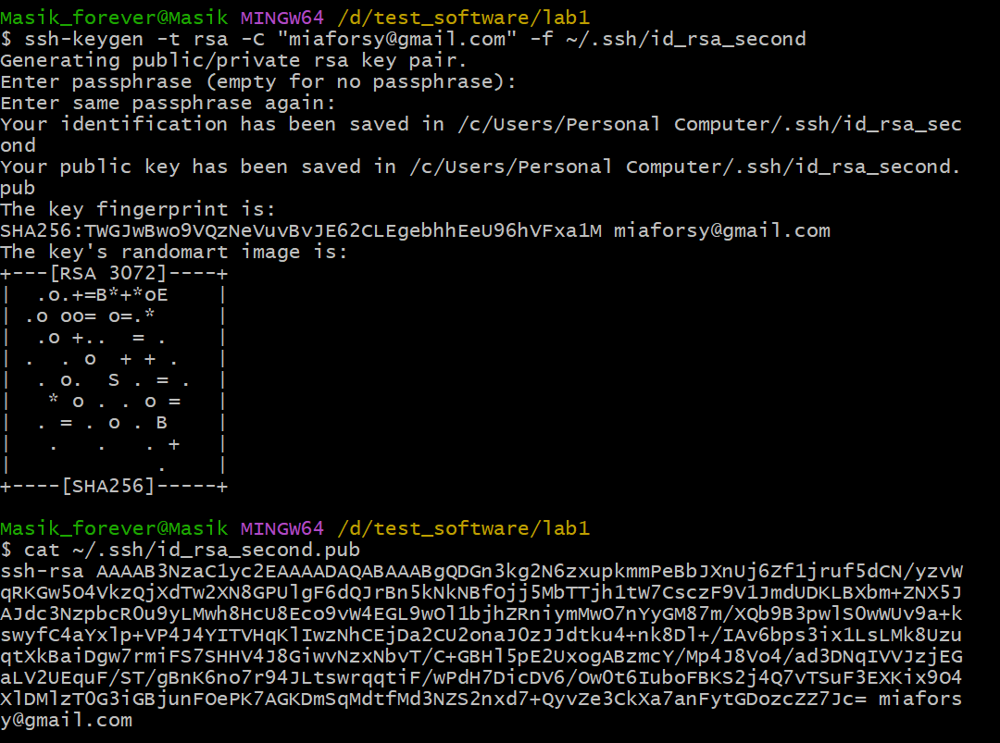 Masik_forever@Masik MINGW64 /d/test_software/lab1
$ ssh-keygen -t rsa -C "miaforsy@gmail.com" -f ~/.ssh/id_rsa_second
Generating public/private rsa key pair.
Enter passphrase (empty for no passphrase):
Enter same passphrase again:
Your identification has been saved in /c/Users/Personal Computer/.ssh/id_rsa_sec
ond
Your public key has been saved in /c/Users/Personal Computer/.ssh/id_rsa_second.
pub
The key fingerprint is:
SHA256:TWGJwBwo9VQzNeVuvBvJE62CLEgebhhEeU96hVFxa1M miaforsy@gmail.com
The key's randomart image is:
+---[RSA 3072]----+
|  .o.+=B*+*oE    |
| .o oo= o=.*     |
|  .o +..  = .    |
| .  . o  + + .   |
|  . o.  S . = .  |
|   * o . . o =   |
|  . = . o . B    |
|   .   .   . +   |
|            .    |
+----[SHA256]-----+
Masik_forever@Masik MINGW64 /d/test_software/lab1
$ cat ~/.ssh/id_rsa_second.pub
ssh-rsa AAAAB3NzaC1yc2EAAAADAQABAAABgQDGn3kg2N6zxupkmmPeBbJXnUj6Zf1jruf5dCN/yzvW
qRKGw5O4VkzQjXdTw2XN8GPUlgF6dQJrBn5kNkNBfOjj5MbTTjh1tW7CsczF9V1JmdUDKLBXbm+ZNX5J
AJdc3NzpbcR0u9yLMwh8HcU8Eco9vW4EGL9wOl1bjhZRniymMwO7nYyGM87m/XQb9B3pwlS0wWUv9a+k
swyfC4aYxlp+VP4J4YITVHqKlIwzNhCEjDa2CU2onaJ0zJJdtku4+nk8Dl+/IAv6bps3ix1LsLMk8Uzu
qtXkBaiDgw7rmiFS7SHHV4J8GiwvNzxNbvT/C+GBHl5pE2UxogABzmcY/Mp4J8Vo4/ad3DNqIVVJzjEG
aLV2UEquF/ST/gBnK6no7r94JLtswrqqtiF/wPdH7DicDV6/Ow0t6IuboFBKS2j4Q7vTSuF3EXKix9O4
XlDMlzTOG3iGBjunFOePK7AGKDmSqMdtfMd3NZS2nxd7+QyvZe3CkXa7anFytGDozcZZ7Jc= miafors
y@gmail.com